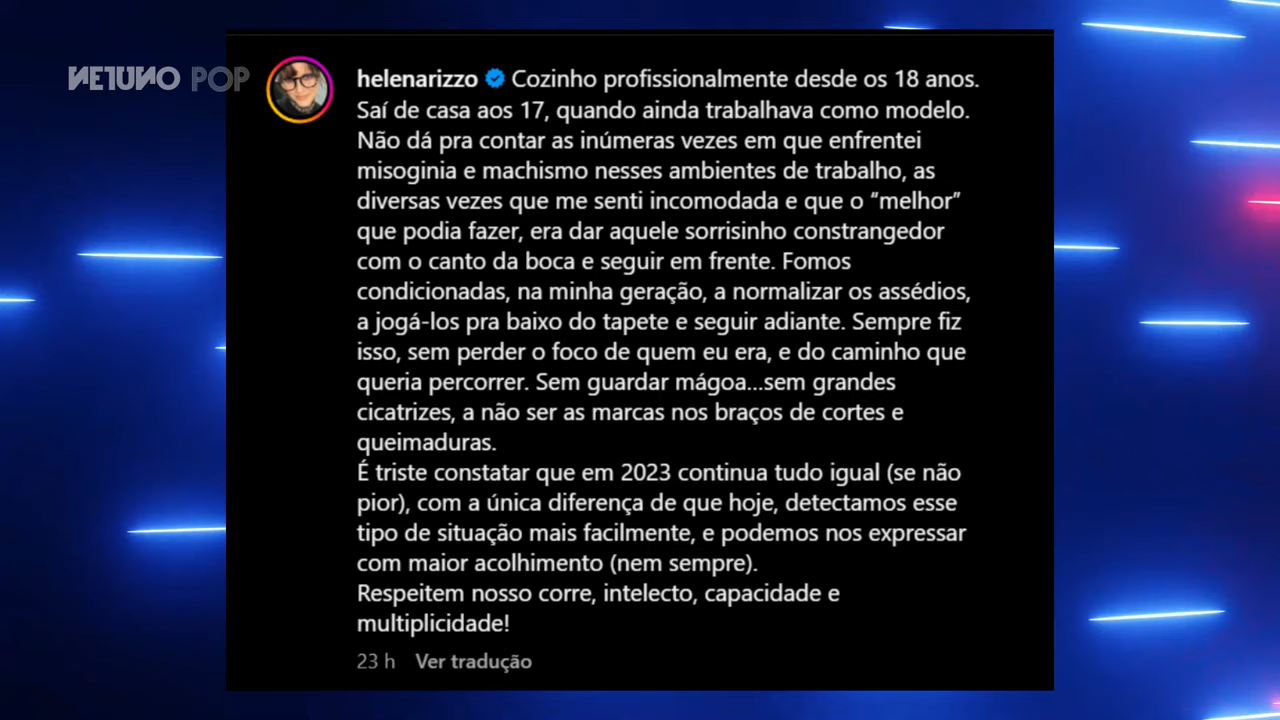 NETUNO POP
helenarizzo Cozinho profissionalmente desde os 18 anos.
Saí de casa aos 17, quando ainda trabalhava como modelo.
Não dá pra contar as inúmeras vezes em que enfrentei
misoginia e machismo nesses ambientes de trabalho, as
diversas vezes que me senti incomodada e que o “melhor”
que podia fazer, era dar aquele sorrisinho constrangedor
com o canto da boca e seguir em frente. Fomos
condicionadas, na minha geração, a normalizar os assédios,
a jogá-los pra baixo do tapete e seguir adiante. Sempre fiz
isso, sem perder o foco de quem eu era, e do caminho que
queria percorrer. Sem guardar mágoa...sem grandes
cicatrizes, a não ser as marcas nos braços de cortes e
queimaduras.
É triste constatar que em 2023 continua tudo igual (se não
pior), com a única diferença de que hoje, detectamos esse
tipo de situação mais facilmente, e podemos nos expressar
com maior acolhimento (nem sempre).
Respeitem nosso corre, intelecto, capacidade e
multiplicidade!
23 h Ver tradução